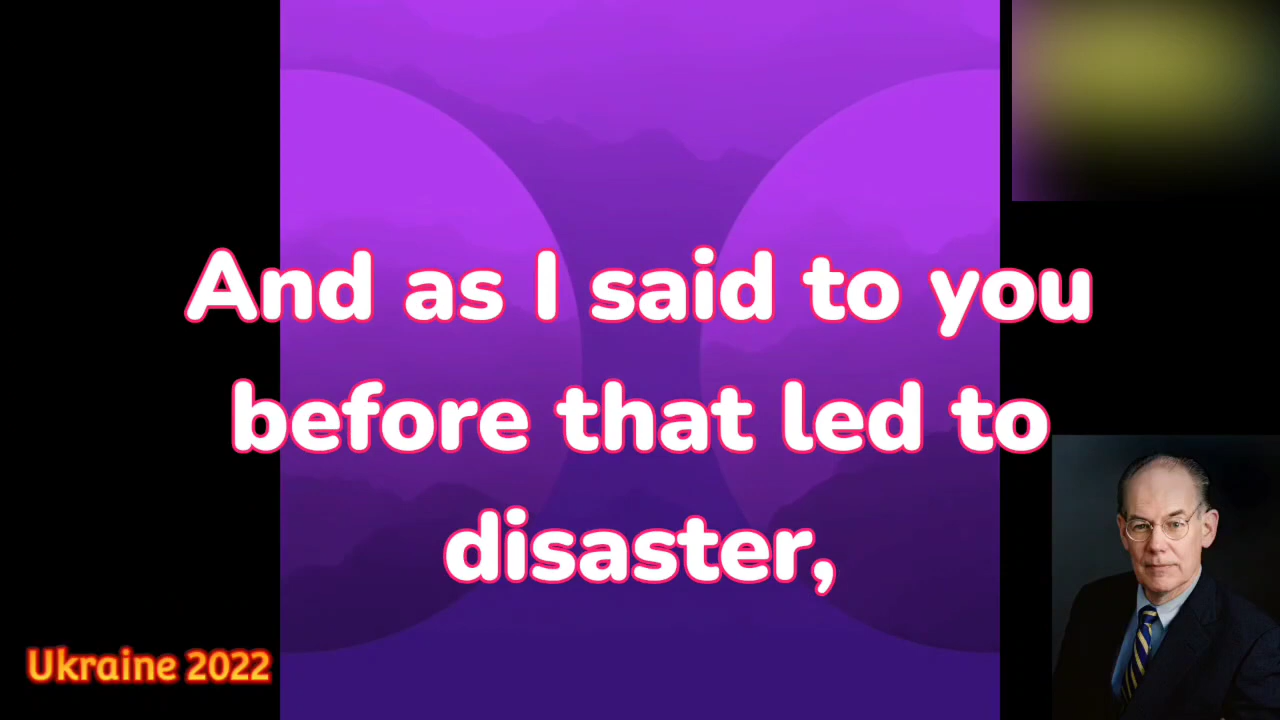 And as I said to you
before that led to
disaster,
Ukraine 2022